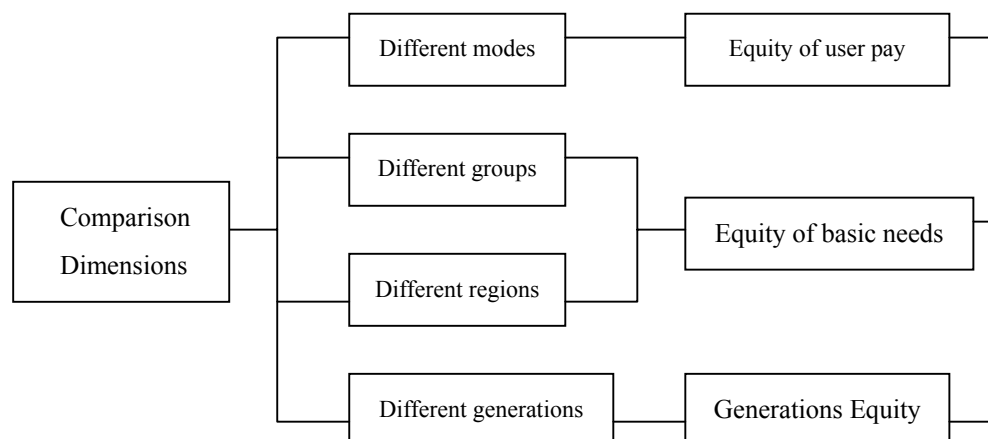 Different modes
Equity of user pay
Different groups
Comparison
Dimensions
Equity of basic needs
Different regions
Different generations
Generations Equity